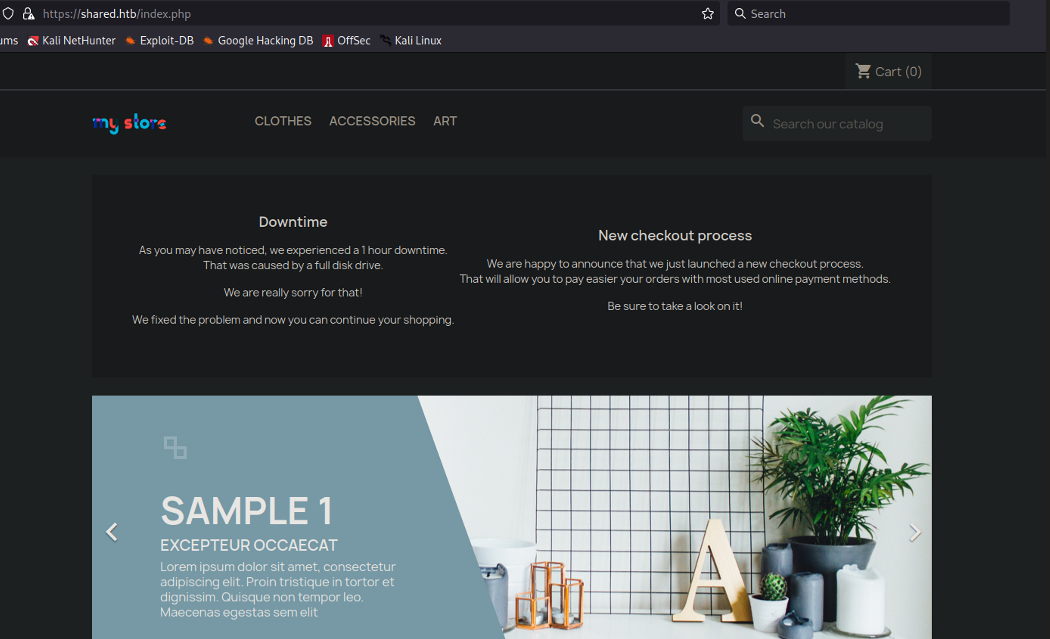 https://shared.htb/index.php
Search
ums Kali NetHunter Exploit-DB Google Hacking DB OffSec Kali Linux
Cart (0)
my store
CLOTHES ACCESSORIES ART
Search our catalog
Downtime
As you may have noticed, we experienced a 1 hour downtime.
That was caused by a full disk drive.
We are really sorry for that!
We fixed the problem and now you can continue your shopping.
New checkout process
We are happy to announce that we just launched a new checkout process.
That will allow you to pay easier your orders with most used online payment methods.
Be sure to take a look on it!
SAMPLE 1
EXCEPTEUR OCCAECAT
Lorem ipsum dolor sit amet, consectetur
adipiscing elit. Proin tristique in tortor et
dignissim. Quisque non tempor leo.
Maecenas egestas sem elit
A